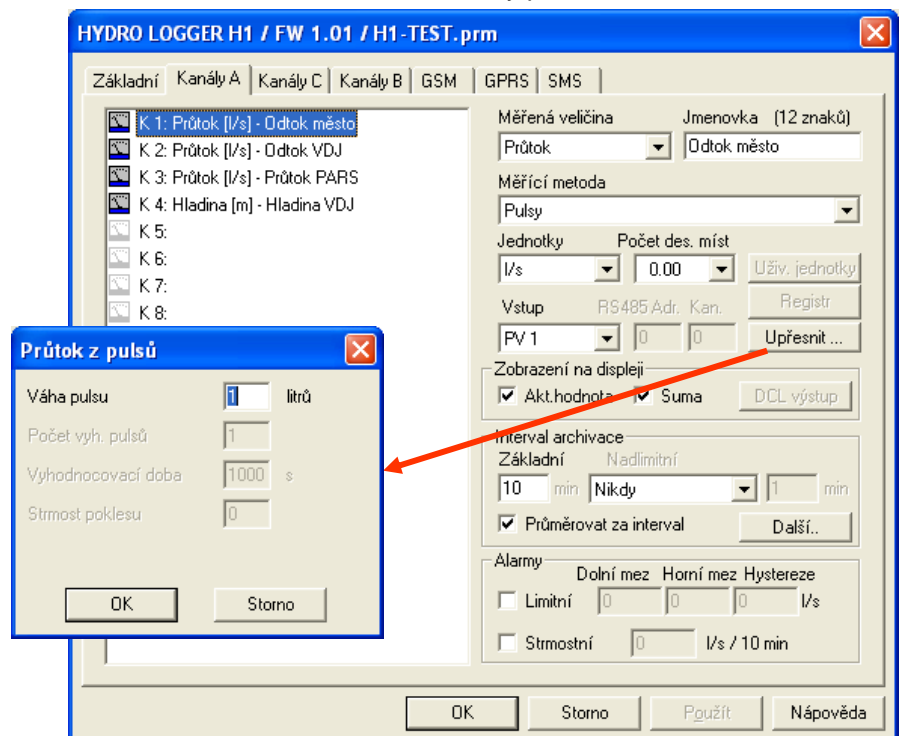 HYDRO LOGGER H1 / FW 1.01 / H1-TEST.prm
Základní Kanály A Kanály C Kanály B GSM GPRS SMS
K 1: Průtok [l/s] - Odtok město
K 2: Průtok [l/s] - Odtok VDJ
K 3: Průtok [l/s] - Průtok PARS
K 4: Hladina [m] - Hladina VDJ
K 5:
K 6:
K 7:
K 8:
Měřená veličina Jmenovka (12 znaků)
Průtok Odtok město
Měřící metoda
Pulsy
Jednotky Počet des. míst
l/s 0.00 Uživ. jednotky
Vstup RS485 Adr. Kan. Registr
PV 1 0 0 Upřesnit ...
Zobrazení na displeji
Akt.hodnota Suma DCL výstup
Interval archivace
Základní Nadlimitní
10 min Nikdy 1 min
Průměrovat za interval Další..
Alarmy
Dolní mez Horní mez Hystereze
Limitní 0 0 0 l/s
Strmostní 0 l/s / 10 min
OK Storno Použít Nápověda
Průtok z pulsů
Váha pulsu 1 litrů
Počet vyh. pulsů 1
Vyhodnocovací doba 1000 s
Strmost poklesu 0
OK Storno